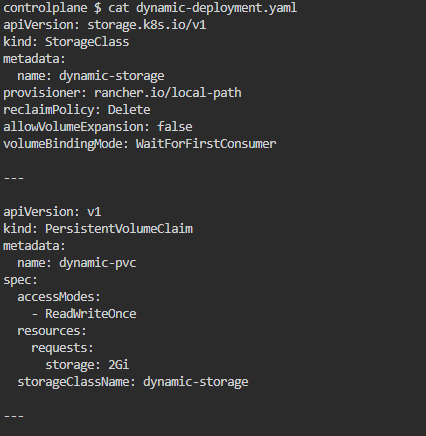 controlplane $ cat dynamic-deployment.yaml
apiVersion: storage.k8s.io/v1
kind: StorageClass
metadata:
  name: dynamic-storage
provisioner: rancher.io/local-path
reclaimPolicy: Delete
allowVolumeExpansion: false
volumeBindingMode: WaitForFirstConsumer

---

apiVersion: v1
kind: PersistentVolumeClaim
metadata:
  name: dynamic-pvc
spec:
  accessModes:
    - ReadWriteOnce
  resources:
    requests:
      storage: 2Gi
  storageClassName: dynamic-storage

---